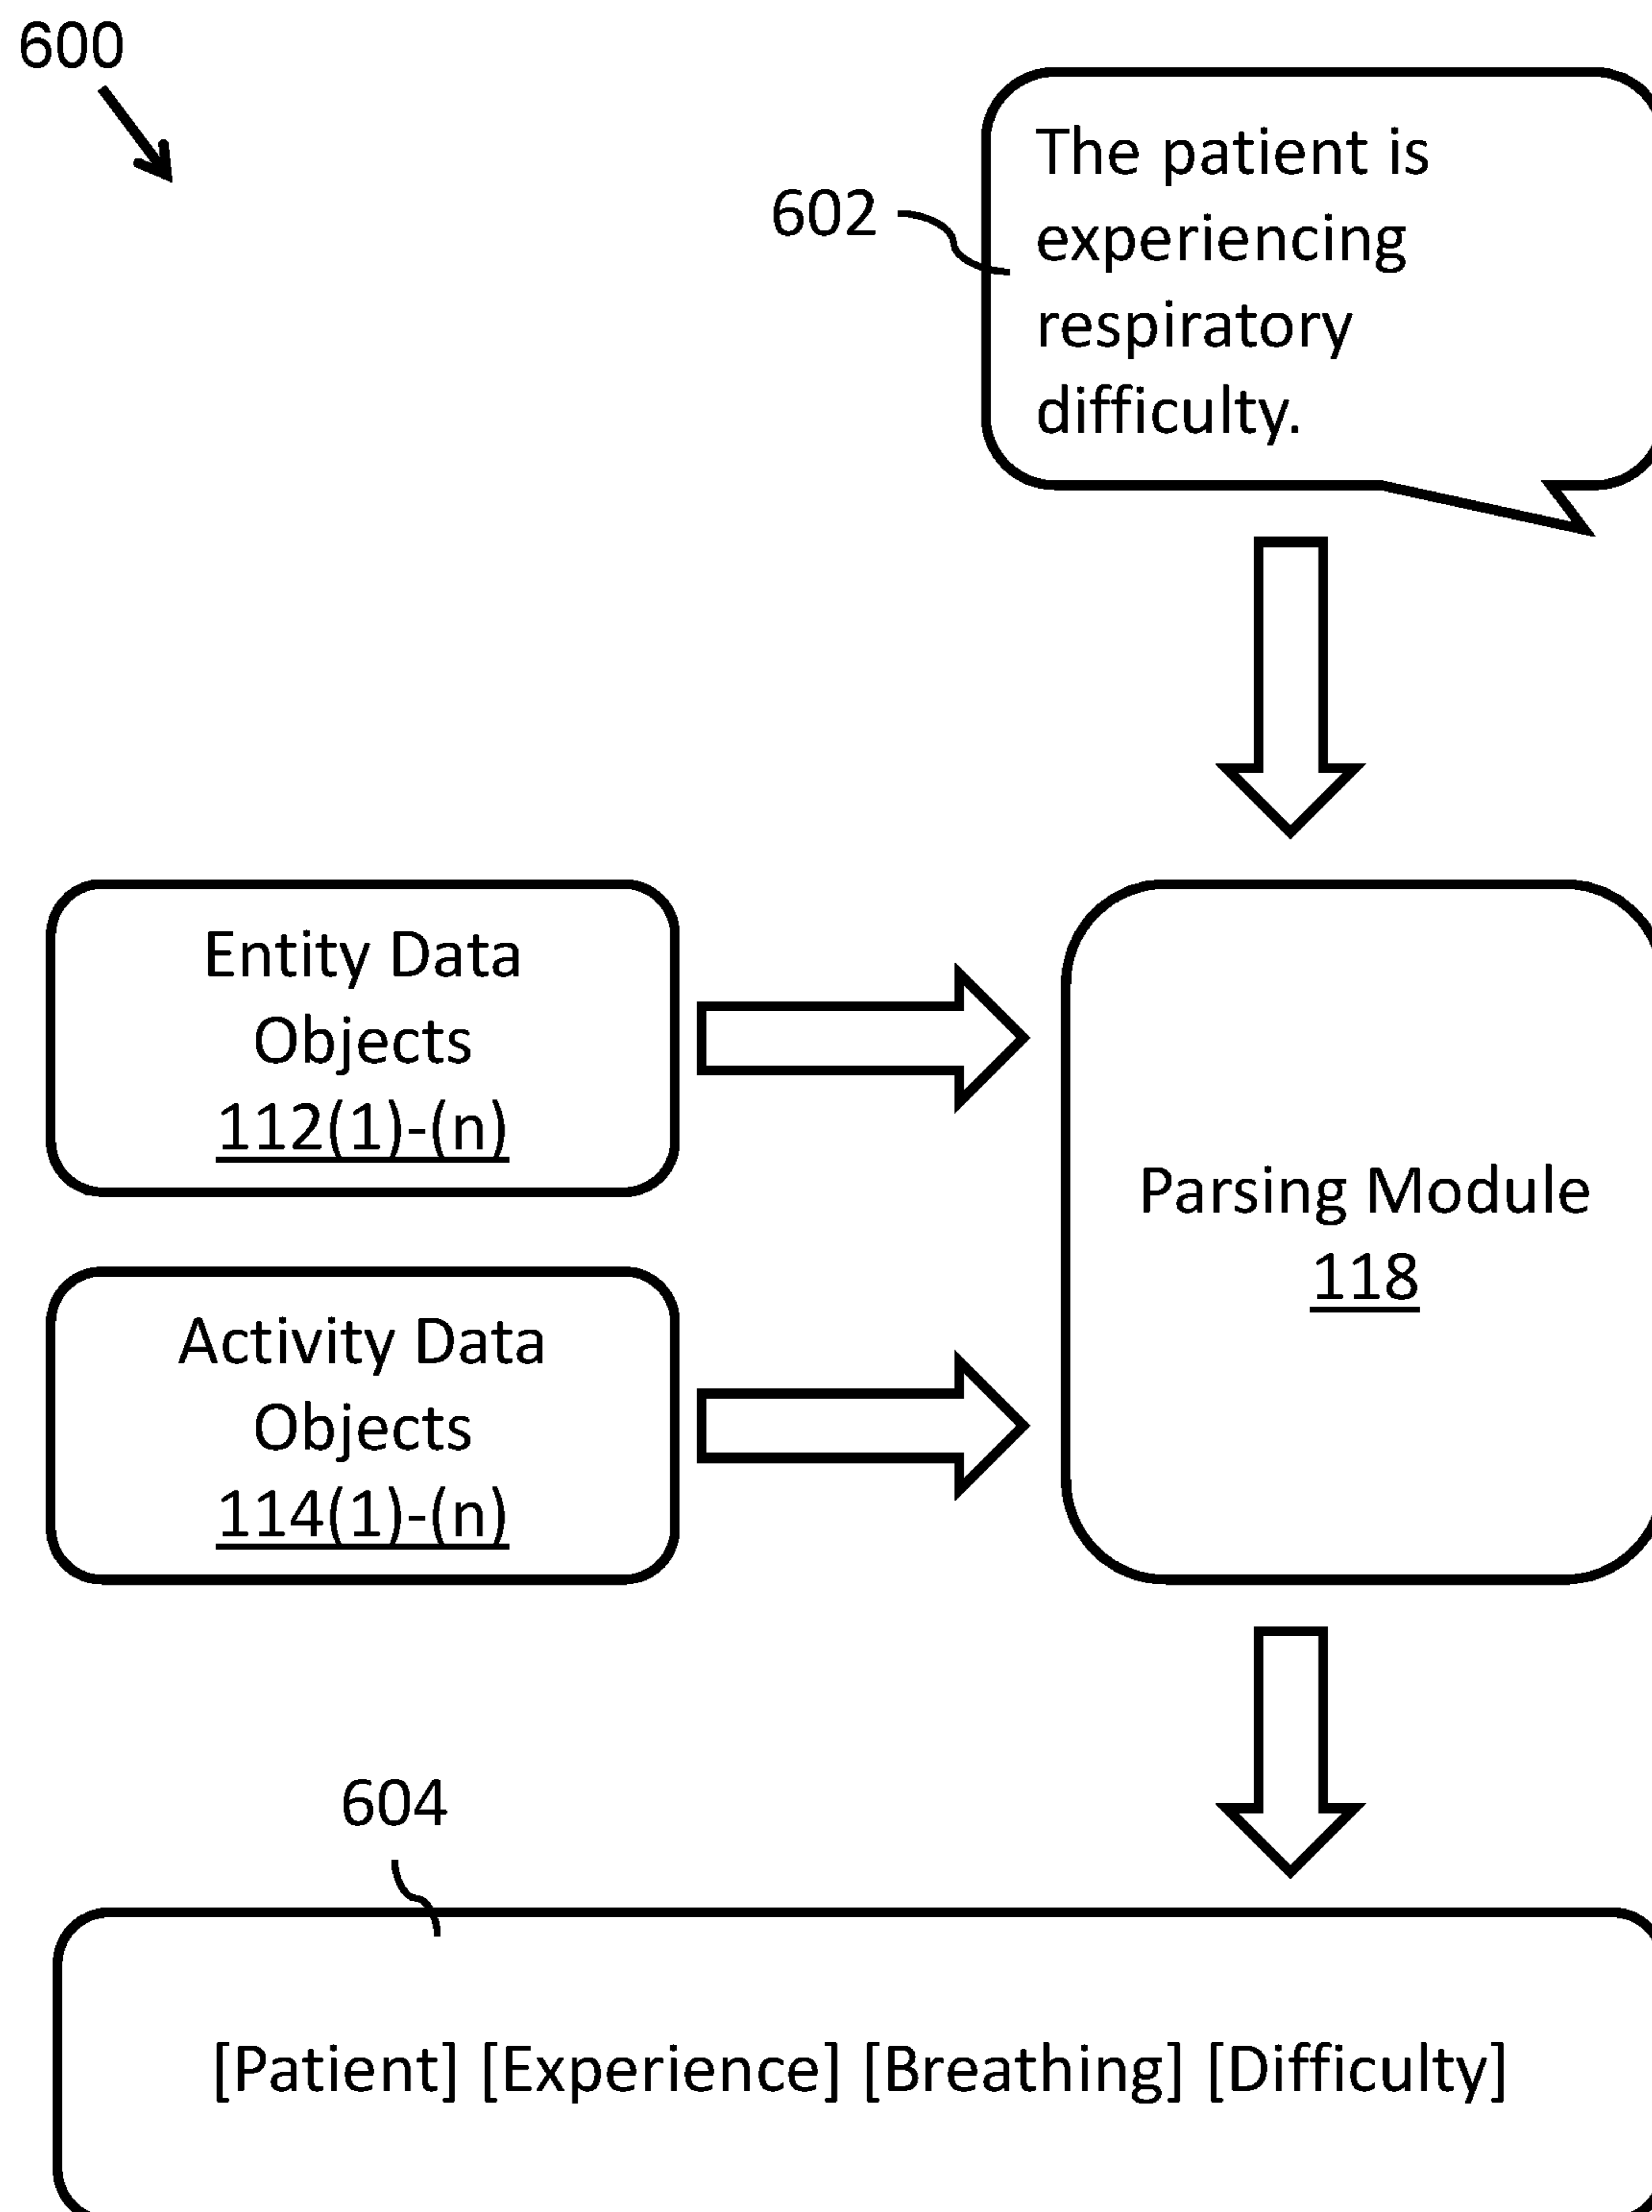 600
602
The patient is
experiencing
respiratory
difficulty.
Entity Data
Objects
112(1)-(n)
Activity Data
Objects
114(1)-(n)
Parsing Module
118
604
[Patient] [Experience] [Breathing] [Difficulty]